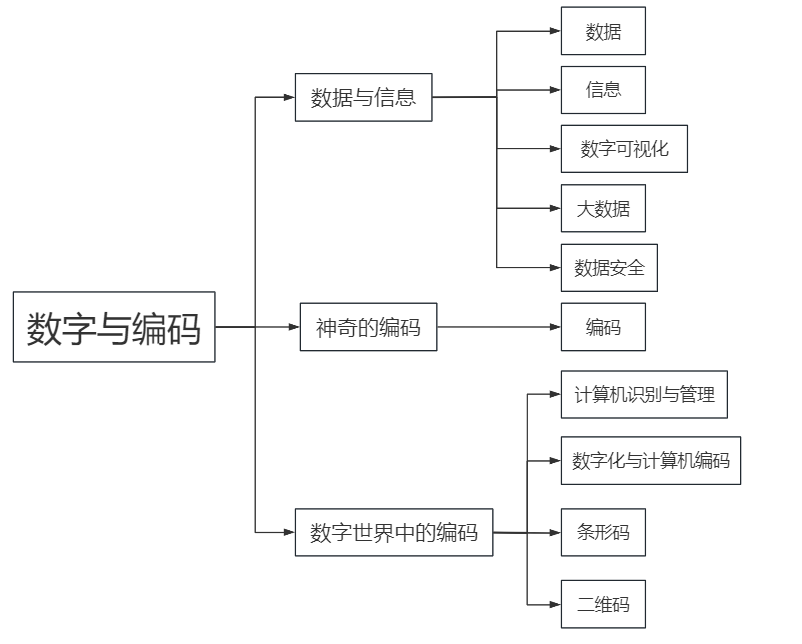 数字与编码
数据与信息
数据
信息
数字可视化
大数据
数据安全
神奇的编码
编码
数字世界中的编码
计算机识别与管理
数字化与计算机编码
条形码
二维码